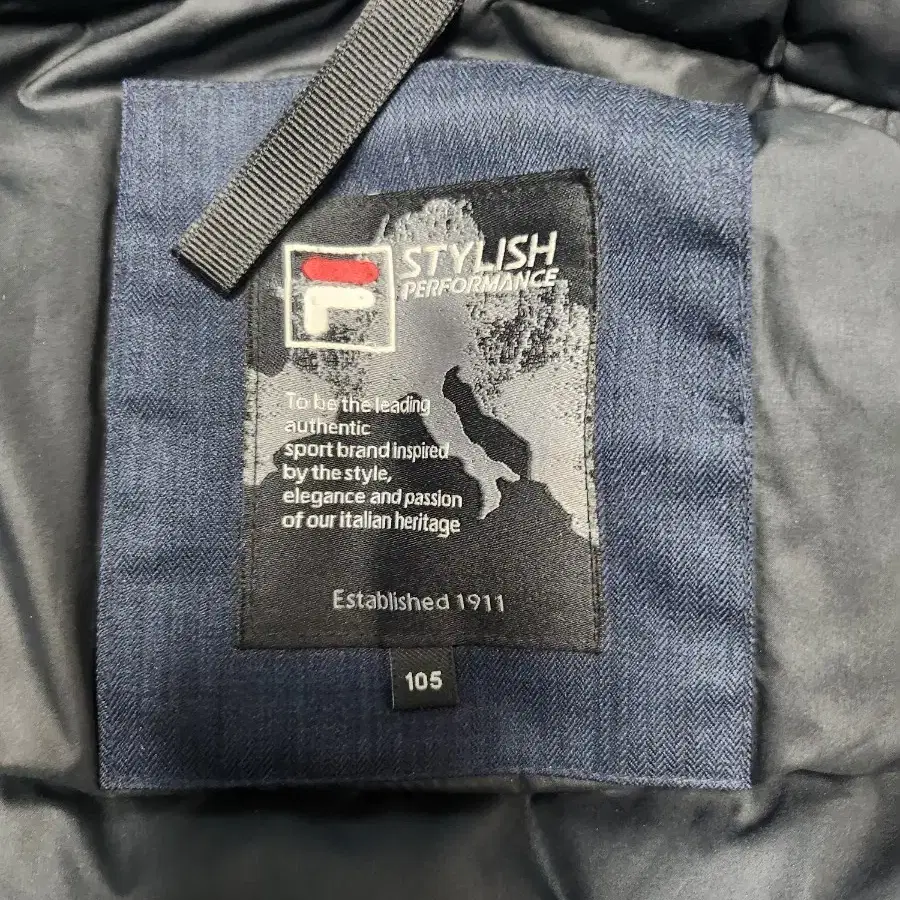 F
STYLISH
PERFORMANCE
To be the leading
authentic
sport brand inspired
by the style,
elegance and passion
of our italian heritage
Established 1911
105